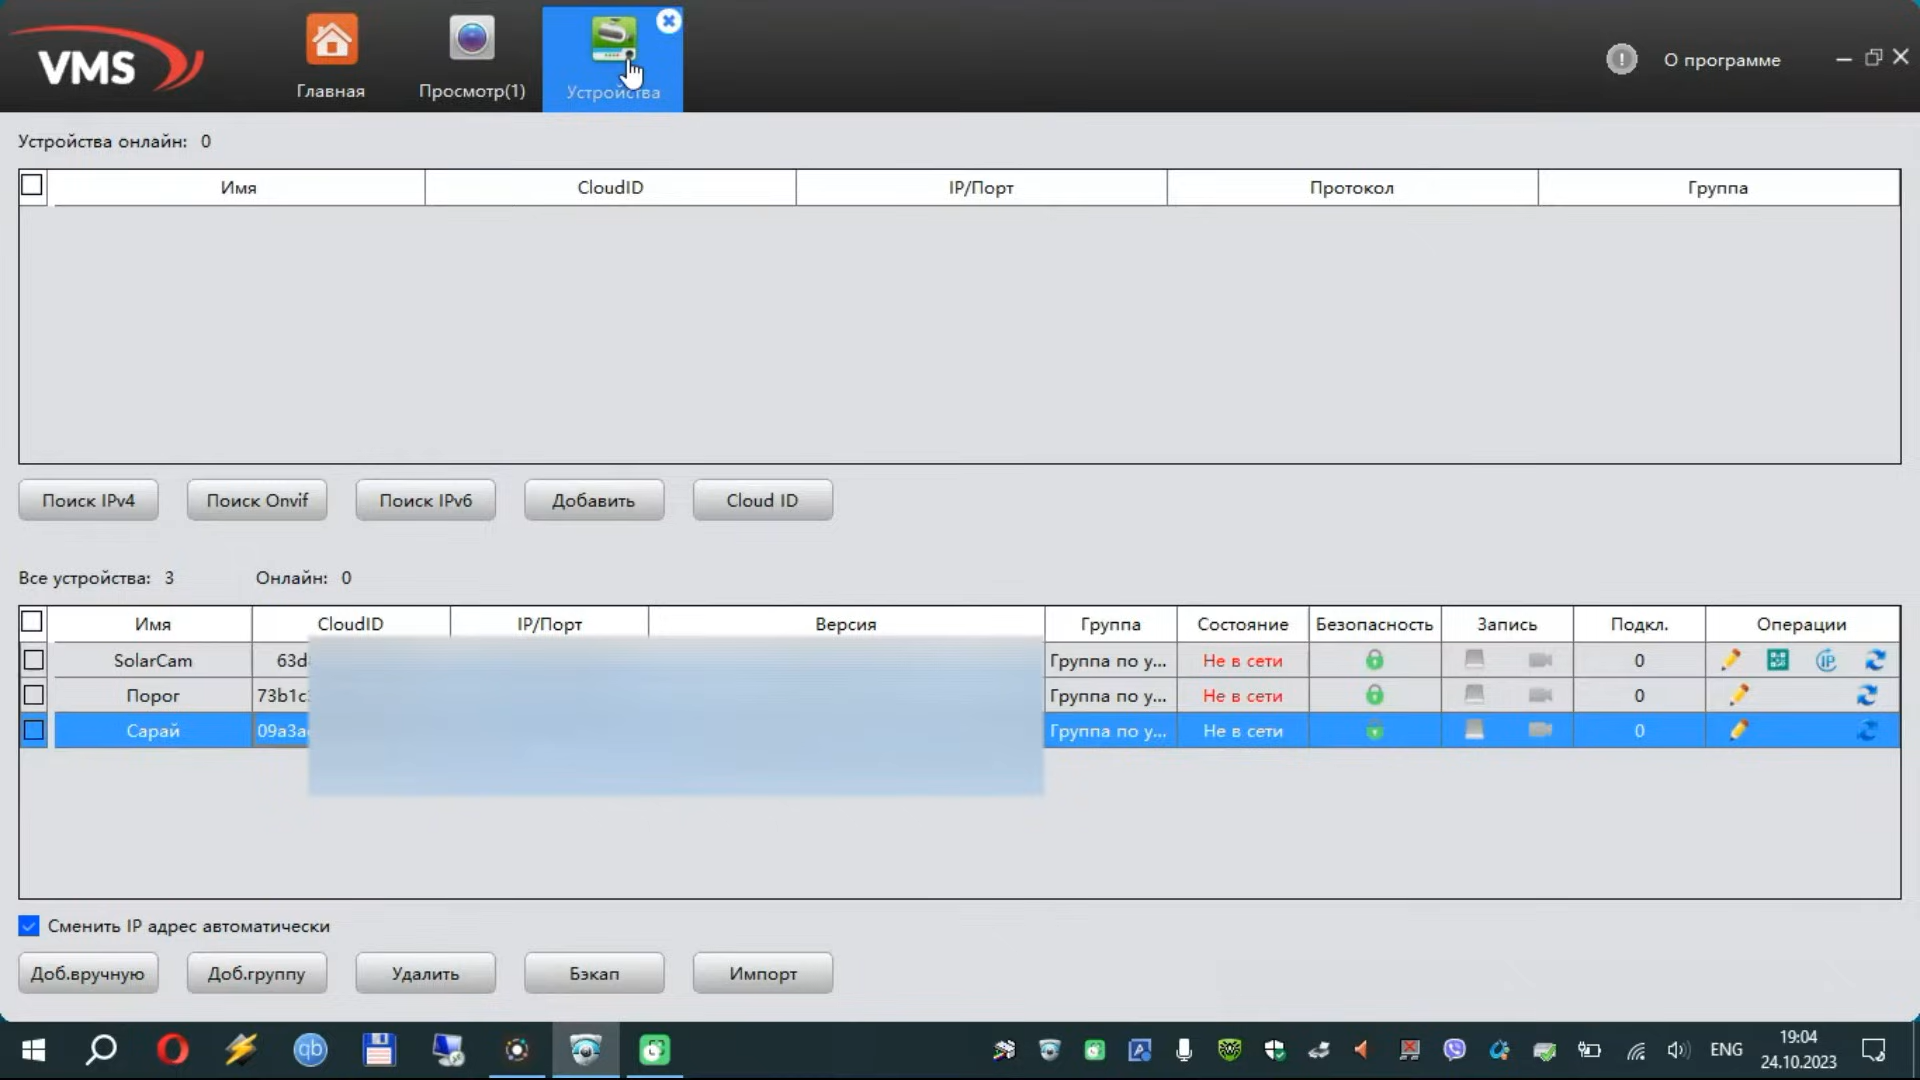 VMS
Главная
Просмотр(1)
Устройства
О программе
Устройства онлайн: 0
Имя CloudID IP/Порт Протокол Группа
Поиск IPv4 Поиск Onvif Поиск IPv6 Добавить Cloud ID
Все устройства: 3 Онлайн: 0
Имя CloudID IP/Порт Версия Группа Состояние Безопасность Запись Подкл. Операции
SolarCam 63d Группа по у... Не в сети 0 IP
Порог 73b1c Группа по у... Не в сети 0
Сарай 09a3a Группа по у... Не в сети 0
Сменить IP адрес автоматически
Доб.вручную Доб.группу Удалить Бэкап Импорт
qb
ENG
19:04
24.10.2023